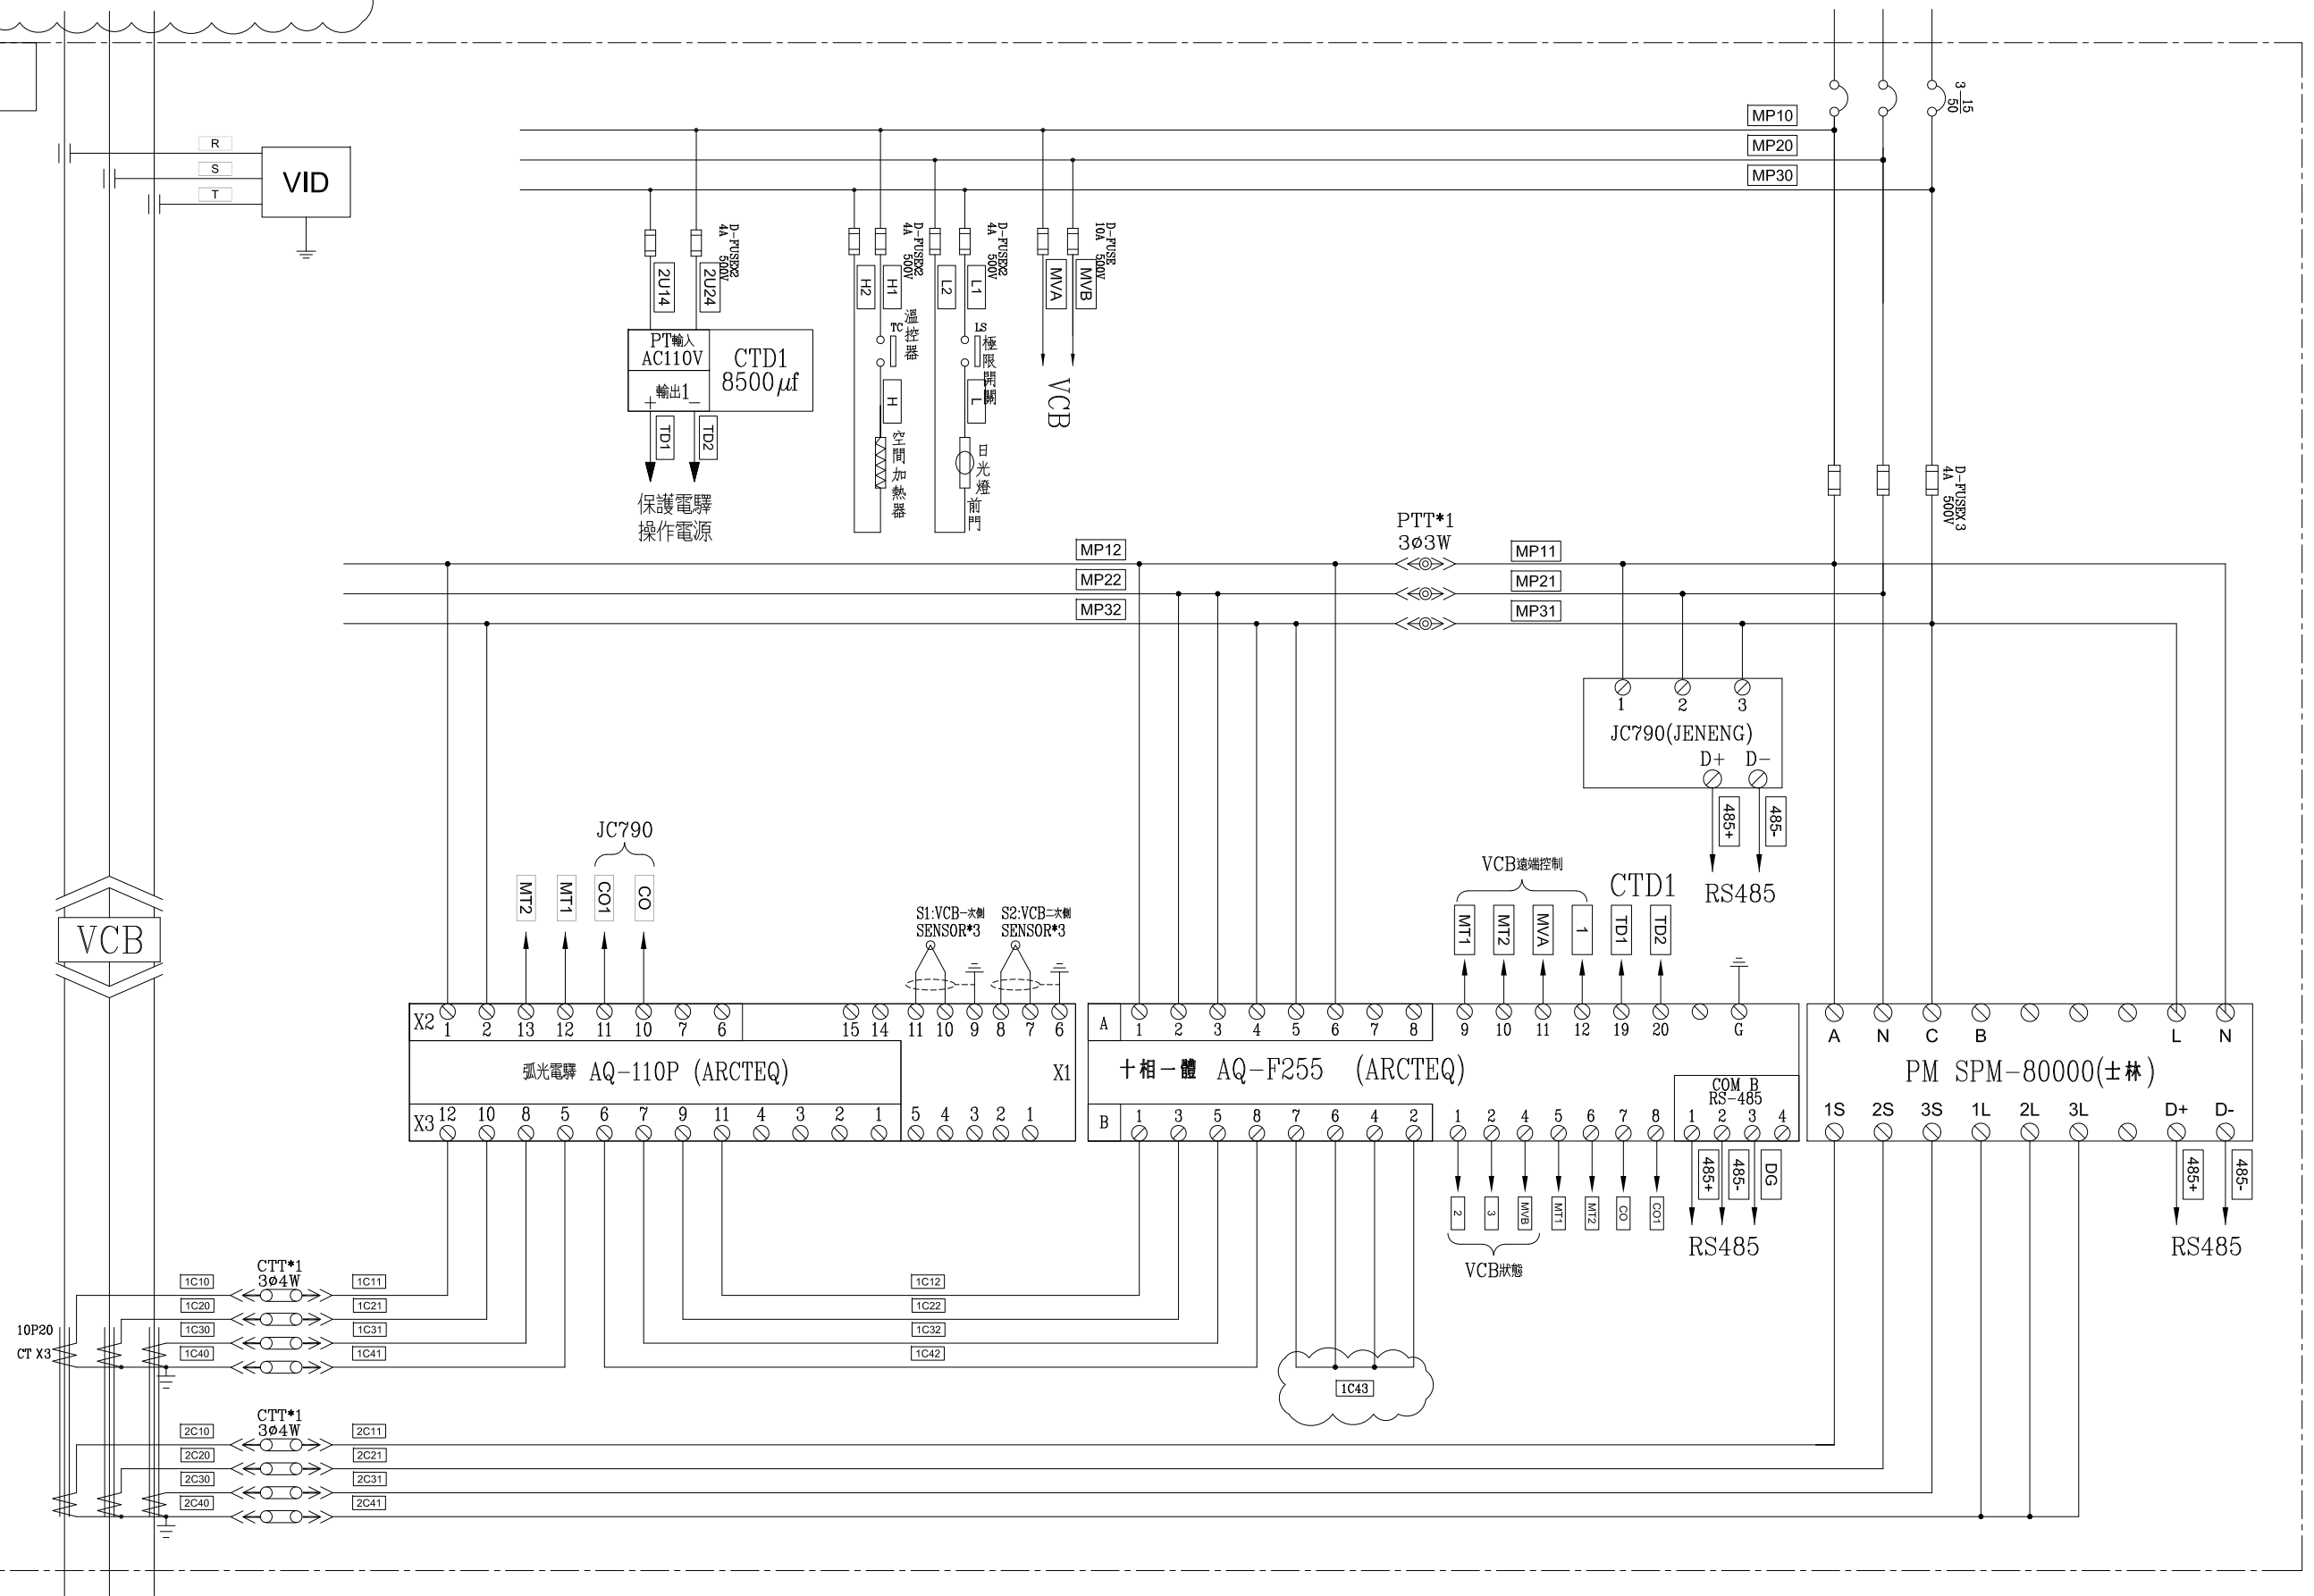 3 15
50
MP10
MP20
MP30
R
S
T
VID
D-FUSEX2
4A 500V
D-FUSEX2
4A 500V
D-FUSEX2
4A 500V
D-FUSE
10A 500V
2U14
2U24
H2
H1
L2
L1
MVA
MVB
PT輸入
AC110V
輸出1
+ −
CTD1
8500μf
TC
溫控器
LS
極限開關
H
L
VCB
TD1
TD2
保護電驛
操作電源
空間加熱器
日光燈
前門
D-FUSEX3
4A 500V
PTT*1
3ø3W
MP12
MP22
MP32
MP11
MP21
MP31
1 2 3
JC790(JENENG)
D+ D−
485+
485-
RS485
JC790
MT2
MT1
CO1
CO
S1:VCB一次側
SENSOR*3
S2:VCB二次側
SENSOR*3
VCB遠端控制
MT1
MT2
MVA
1
CTD1
TD1
TD2
VCB
X2 1 2 13 12 11 10 7 6 15 14 11 10 9 8 7 6
弧光電驛 AQ-110P (ARCTEQ)
X1
X3 12 10 8 5 6 7 9 11 4 3 2 1 5 4 3 2 1
A 1 2 3 4 5 6 7 8 9 10 11 12 19 20 G
十相一體 AQ-F255 (ARCTEQ)
COM B
RS-485
B 1 3 5 8 7 6 4 2 1 2 4 5 6 7 8 1 2 3 4
A N C B L N
PM SPM-80000(士林)
1S 2S 3S 1L 2L 3L D+ D-
485+
485-
DG
485+
485-
2
3
MVB
MT1
MT2
CO
CO1
VCB狀態
RS485
RS485
CTT*1
3ø4W
1C10
1C20
1C30
1C40
1C11
1C21
1C31
1C41
1C12
1C22
1C32
1C42
10P20
CT X3
1C43
CTT*1
3ø4W
2C10
2C20
2C30
2C40
2C11
2C21
2C31
2C41